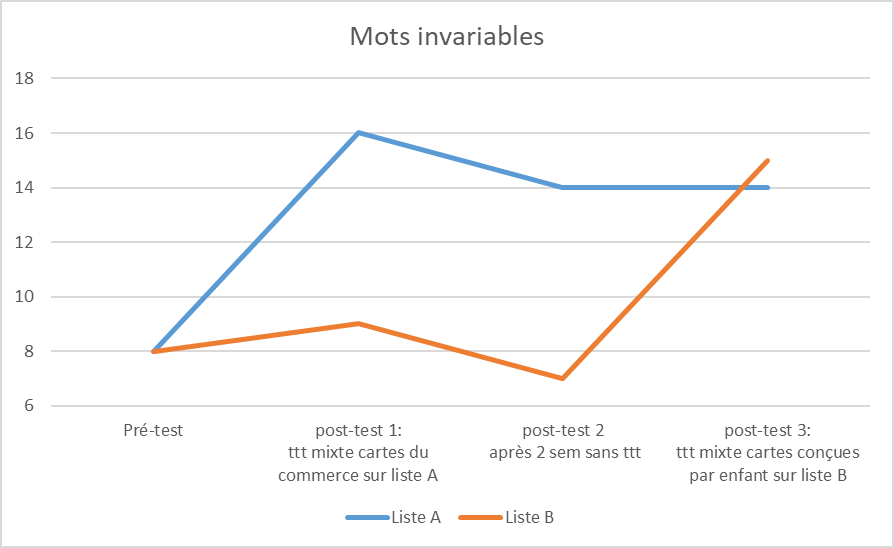 Mots invariables
18
16
14
12
10
8
6
Pré-test
post-test 1:
ttt mixte cartes du
commerce sur liste A
post-test 2
après 2 sem sans ttt
post-test 3:
ttt mixte cartes conçues
par enfant sur liste B
Liste A
Liste B